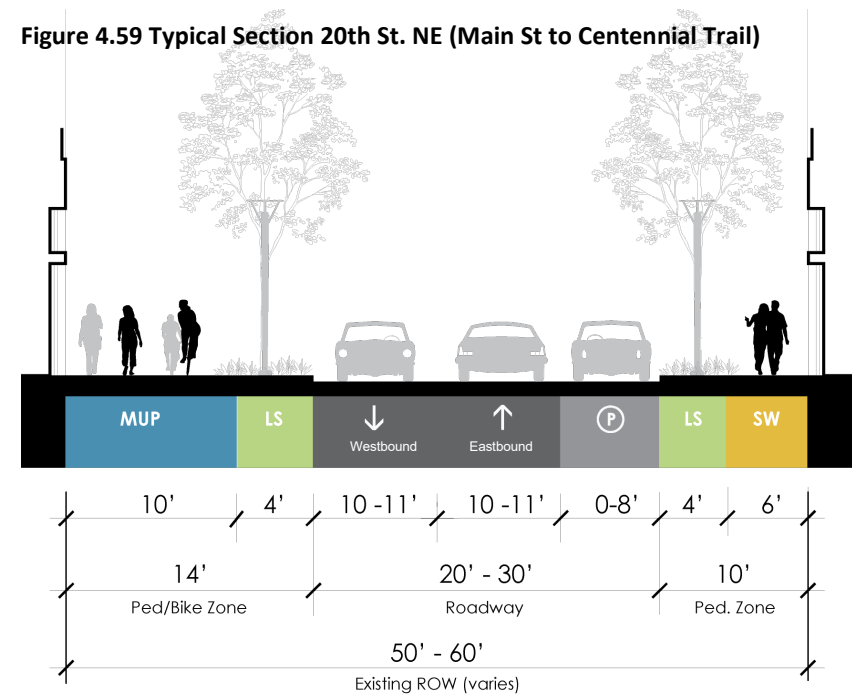 Figure 4.59 Typical Section 20th St. NE (Main St to Centennial Trail)
MUP LS ↓ ↑ P LS SW
Westbound Eastbound
10' 4' 10 -11' 10 -11' 0-8' 4' 6'
14' 20' - 30' 10'
Ped/Bike Zone Roadway Ped. Zone
50' - 60'
Existing ROW (varies)